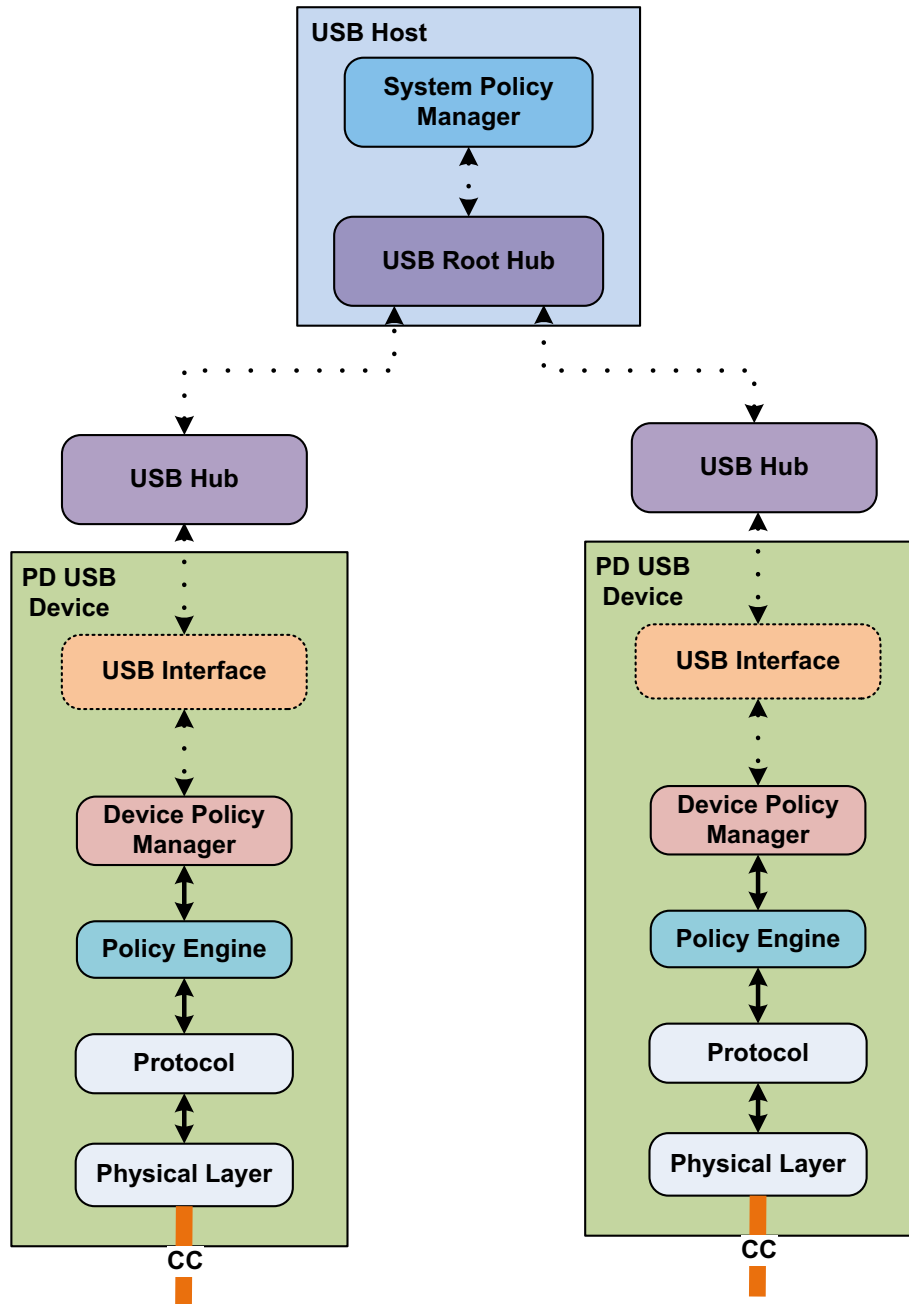 USB Host
System Policy
Manager
USB Root Hub
USB Hub
PD USB
Device
USB Interface
Device Policy
Manager
Policy Engine
Protocol
Physical Layer
CC
USB Hub
PD USB
Device
USB Interface
Device Policy
Manager
Policy Engine
Protocol
Physical Layer
CC